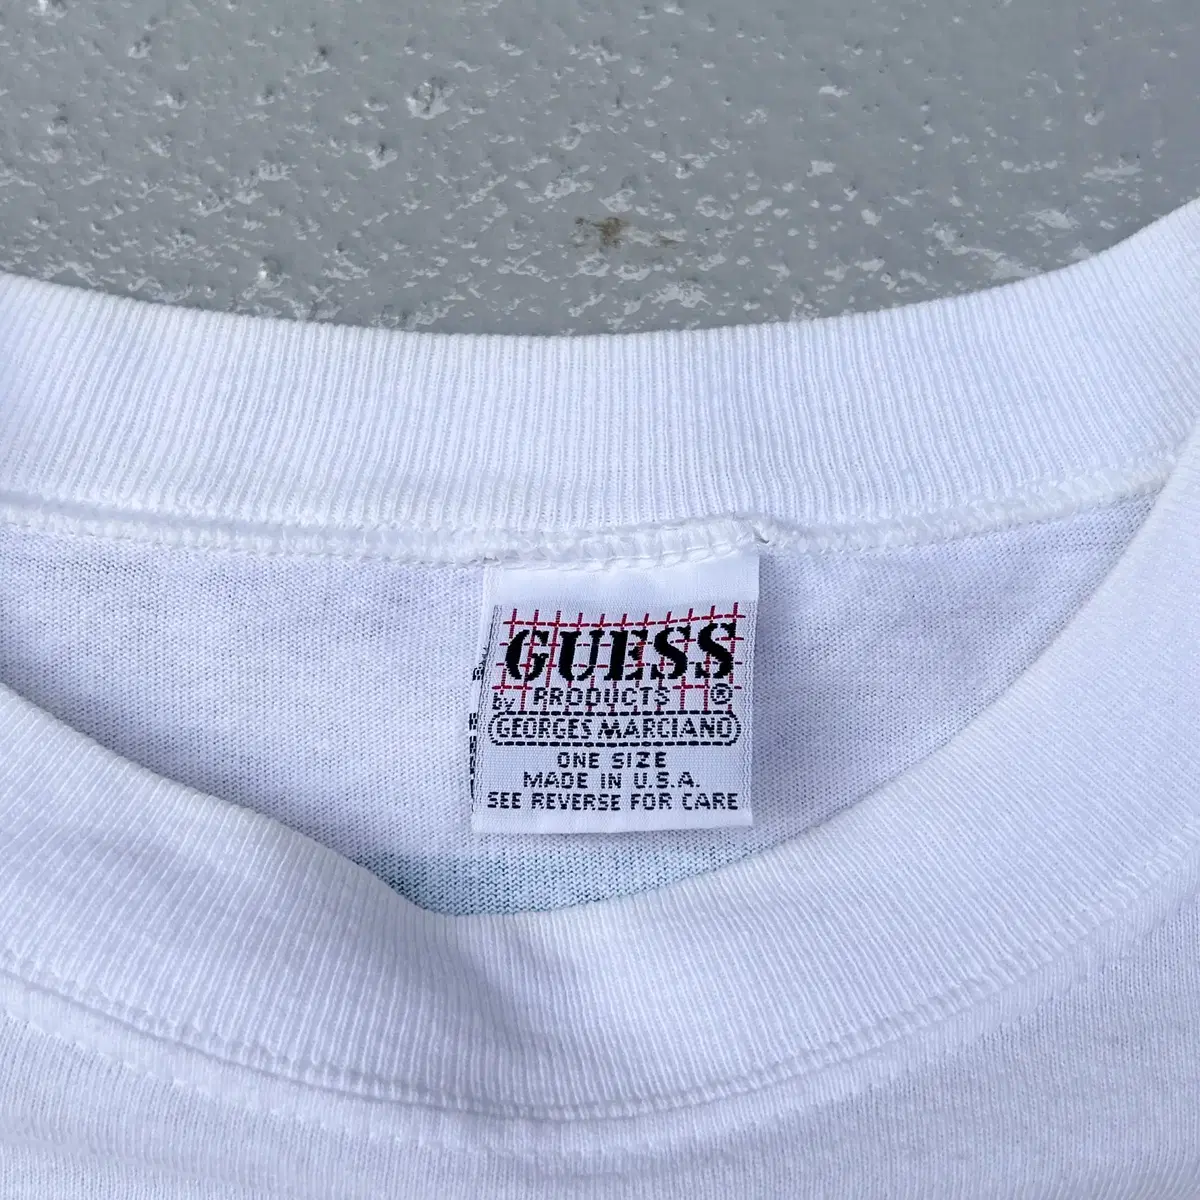 GUESS
by PRODUCTS ®
GEORGES MARCIANO
ONE SIZE
MADE IN U.S.A.
SEE REVERSE FOR CARE